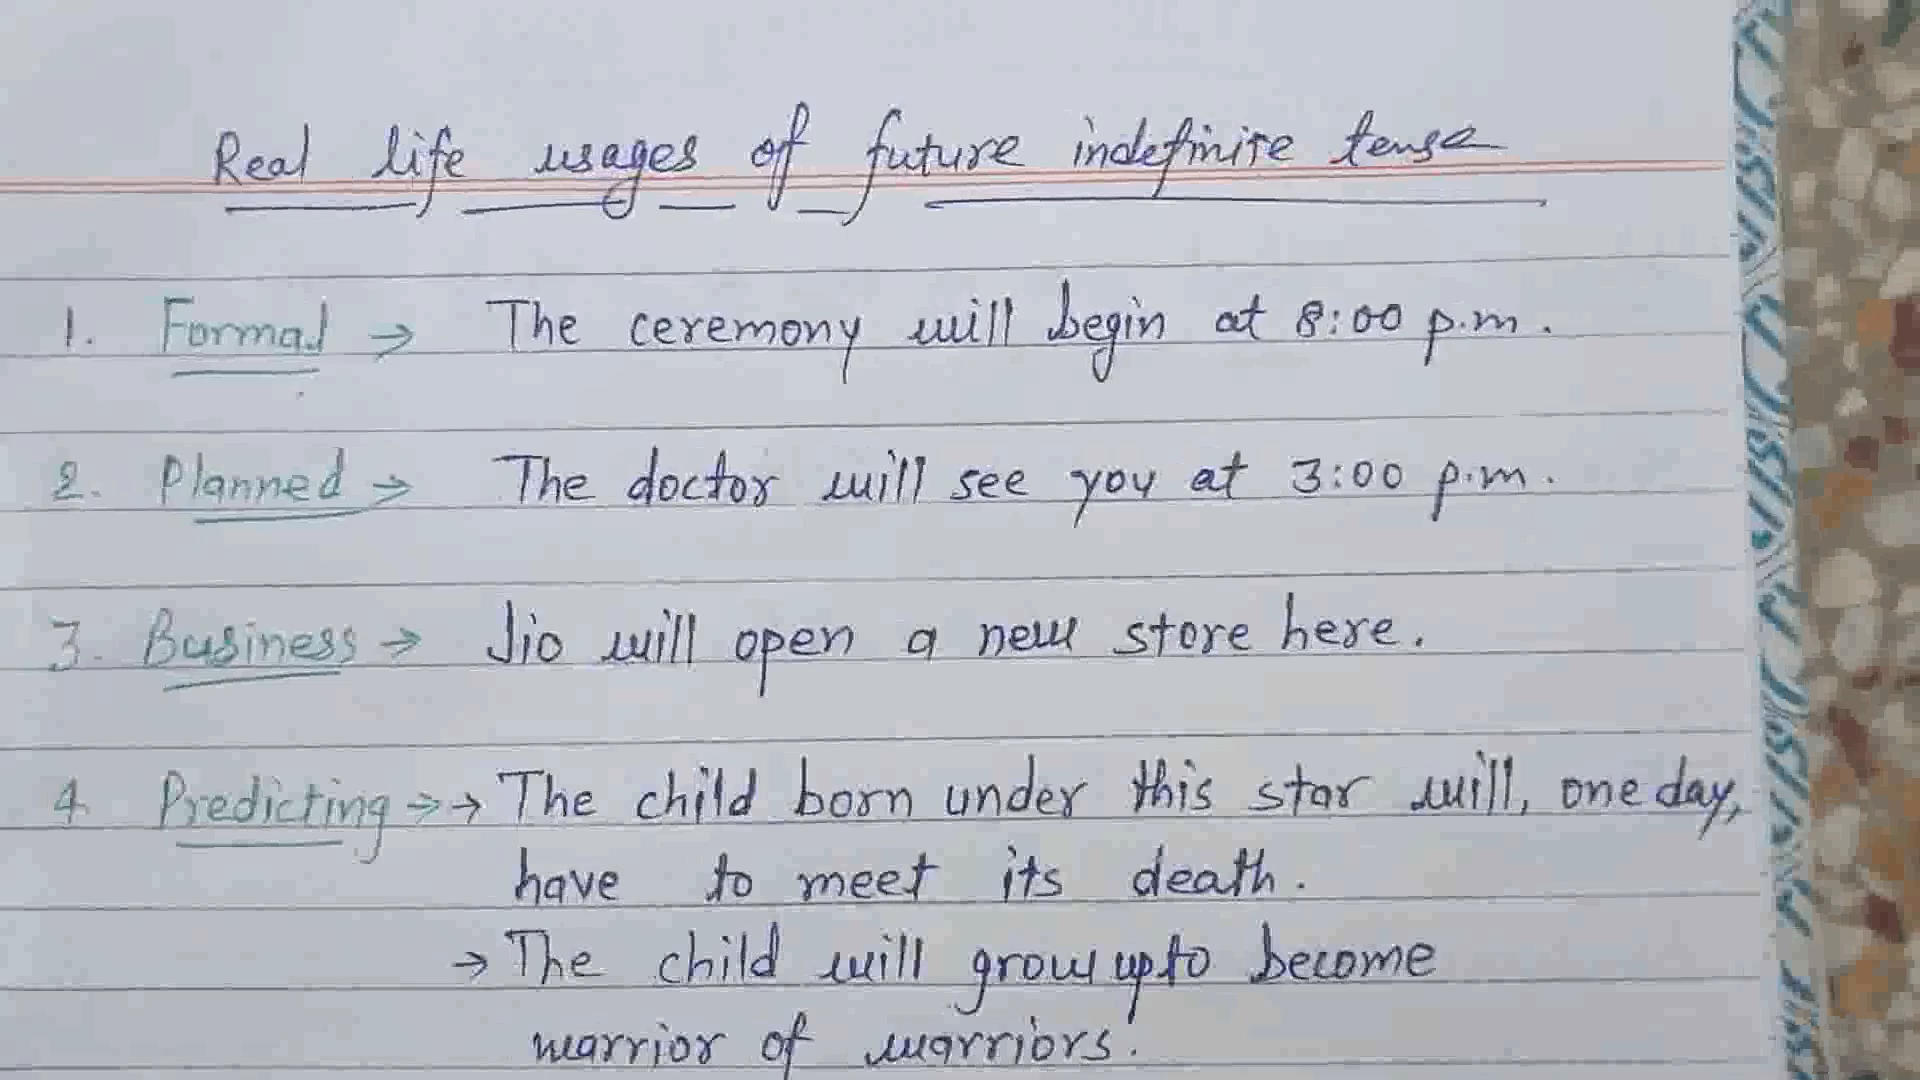 Real life usages of future indefinite tense
1. Formal → The ceremony will begin at 8:00 p.m.
2. Planned → The doctor will see you at 3:00 p.m.
3. Business → Jio will open a new store here.
4. Predicting → → The child born under this star will, one day,
have to meet its death.
→ The child will grow up to become
warrior of warriors.